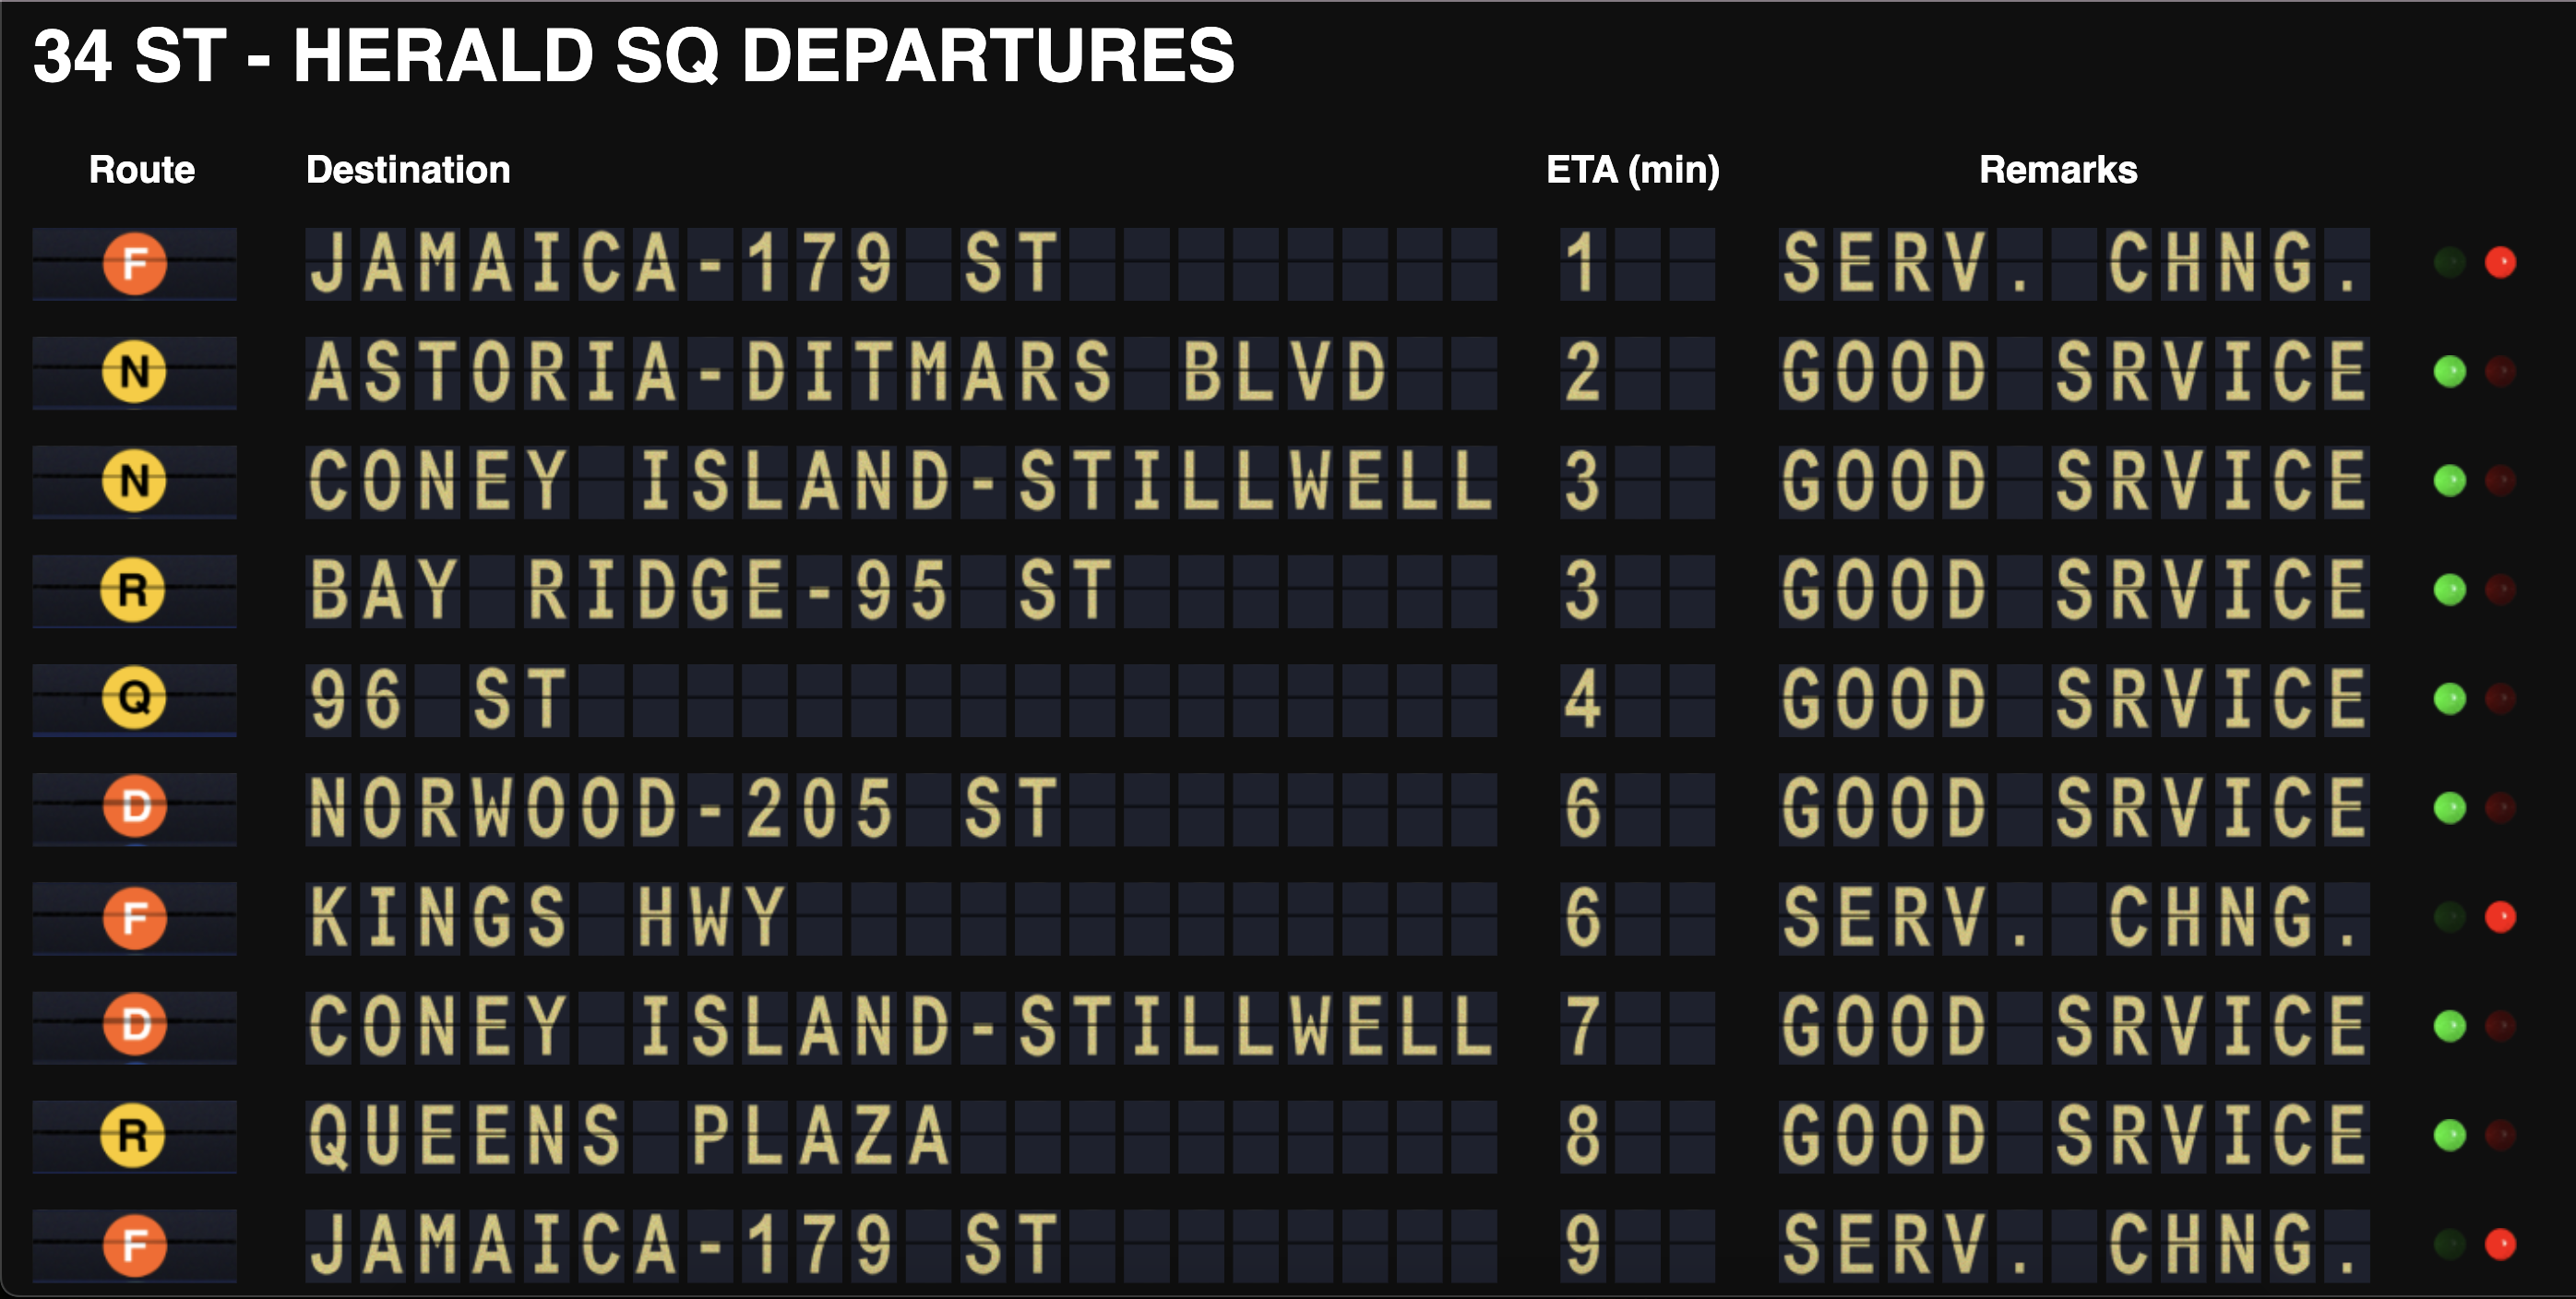 34 ST - HERALD SQ DEPARTURES
Route Destination ETA (min) Remarks
F JAMAICA-179 ST 1 SERV. CHNG.
N ASTORIA-DITMARS BLVD 2 GOOD SRVICE
N CONEY ISLAND-STILLWELL 3 GOOD SRVICE
R BAY RIDGE-95 ST 3 GOOD SRVICE
Q 96 ST 4 GOOD SRVICE
D NORWOOD-205 ST 6 GOOD SRVICE
F KINGS HWY 6 SERV. CHNG.
D CONEY ISLAND-STILLWELL 7 GOOD SRVICE
R QUEENS PLAZA 8 GOOD SRVICE
F JAMAICA-179 ST 9 SERV. CHNG.